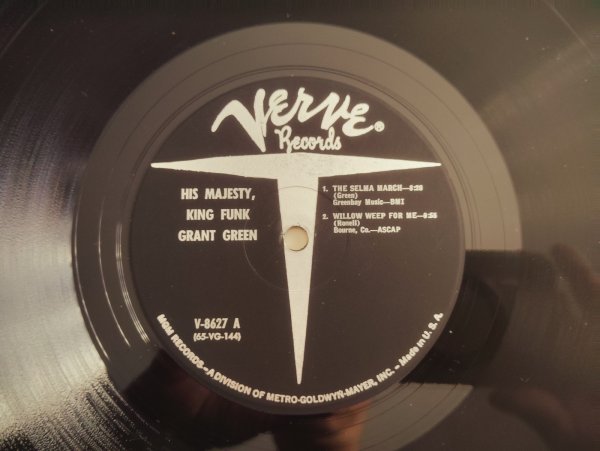 Verve®
Records
HIS MAJESTY,
KING FUNK
GRANT GREEN
1. THE SELMA MARCH—5:20
(Green)
Greenbay Music—BMI
2. WILLOW WEEP FOR ME—9:55
(Ronell)
Bourne, Co.—ASCAP
V-8627 A
(65-VG-144)
MGM RECORDS—A DIVISION OF METRO-GOLDWYN-MAYER, INC. – Made in U. S. A.